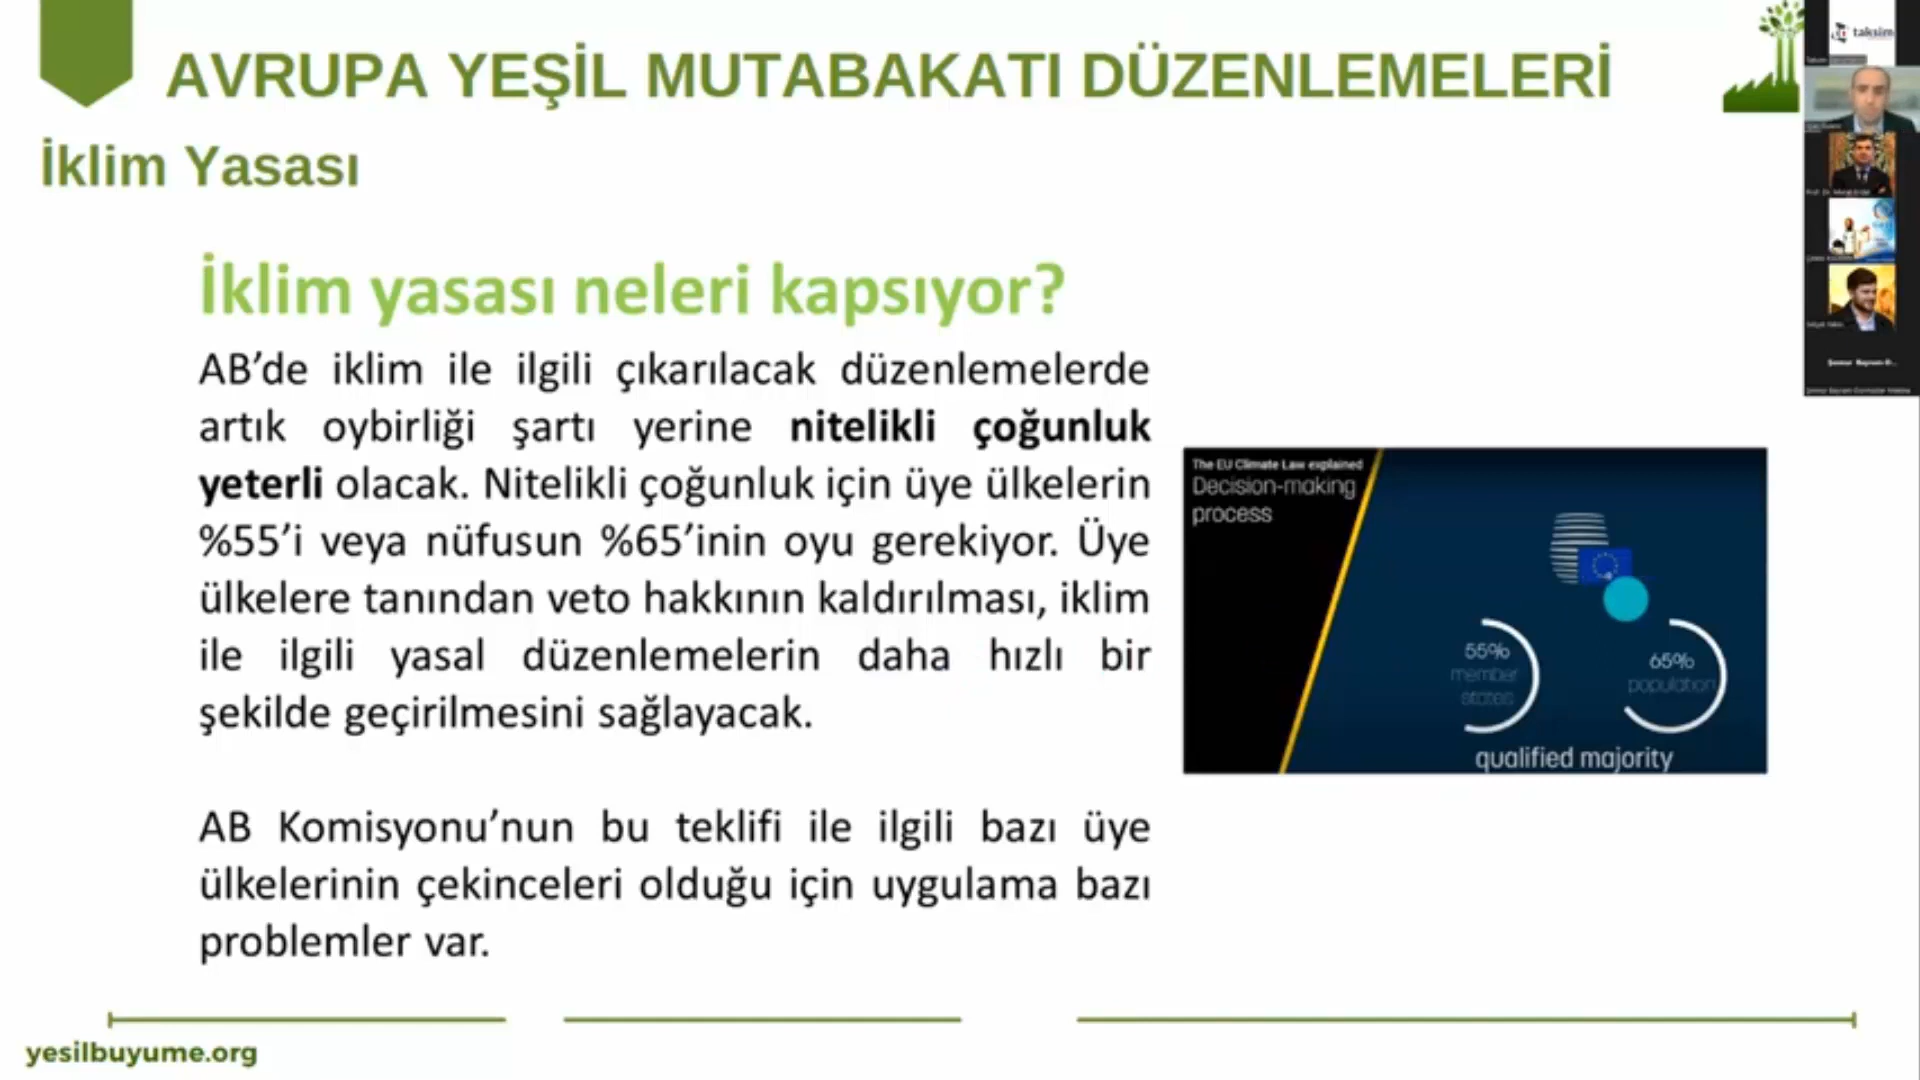 AVRUPA YEŞİL MUTABAKATI DÜZENLEMELERİ
İklim Yasası
İklim yasası neleri kapsıyor?
AB’de iklim ile ilgili çıkarılacak düzenlemelerde
artık oybirliği şartı yerine nitelikli çoğunluk
yeterli olacak. Nitelikli çoğunluk için üye ülkelerin
%55’i veya nüfusun %65’inin oyu gerekiyor. Üye
ülkelere tanından veto hakkının kaldırılması, iklim
ile ilgili yasal düzenlemelerin daha hızlı bir
şekilde geçirilmesini sağlayacak.
AB Komisyonu’nun bu teklifi ile ilgili bazı üye
ülkelerinin çekinceleri olduğu için uygulama bazı
problemler var.
The EU Climate Law explained
Decision-making
process
55%
member
states
65%
population
qualified majority
yesilbuyume.org
taksim